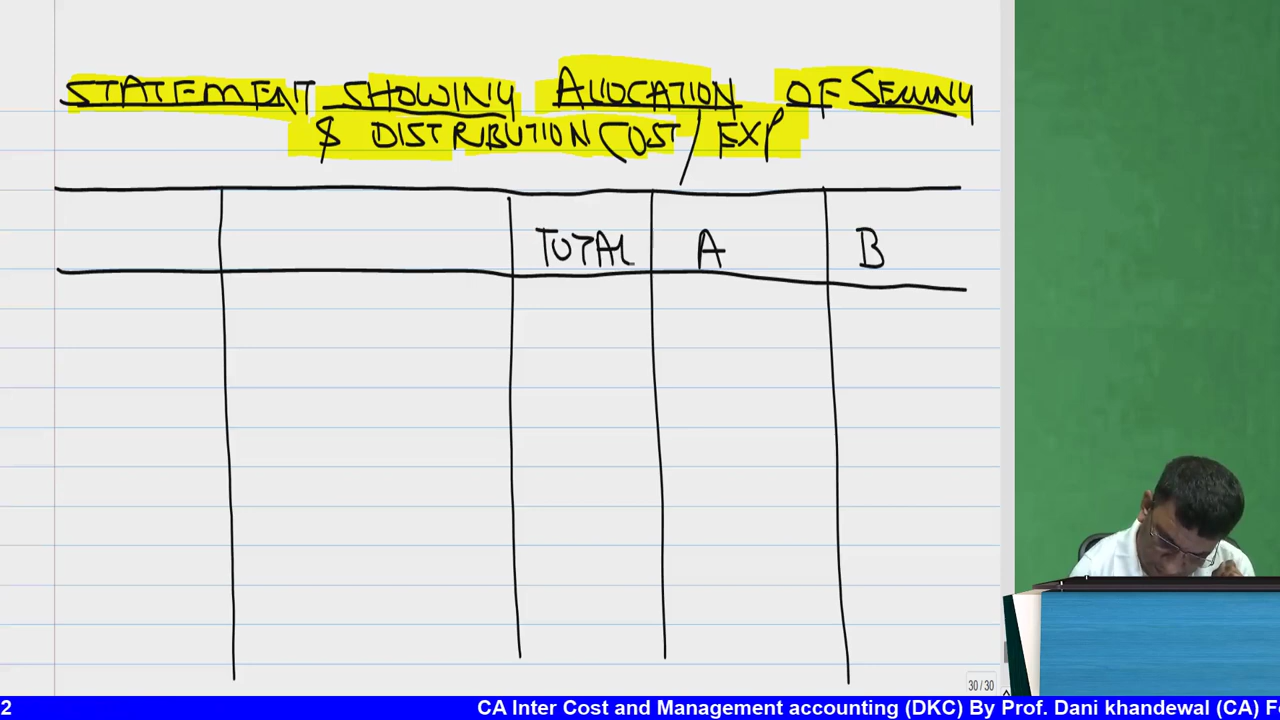 STATEMENT SHOWING ALLOCATION OF SELLING
& DISTRIBUTION COST/EXP
TOTAL A B
30/30
2 CA Inter Cost and Management accounting (DKC) By Prof. Dani khandewal (CA) F